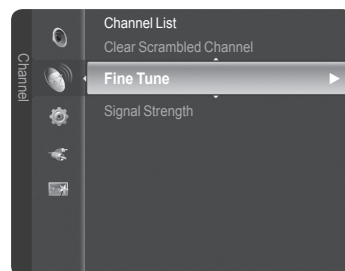 Channel
Channel List
Clear Scrambled Channel
Fine Tune
Signal Strength